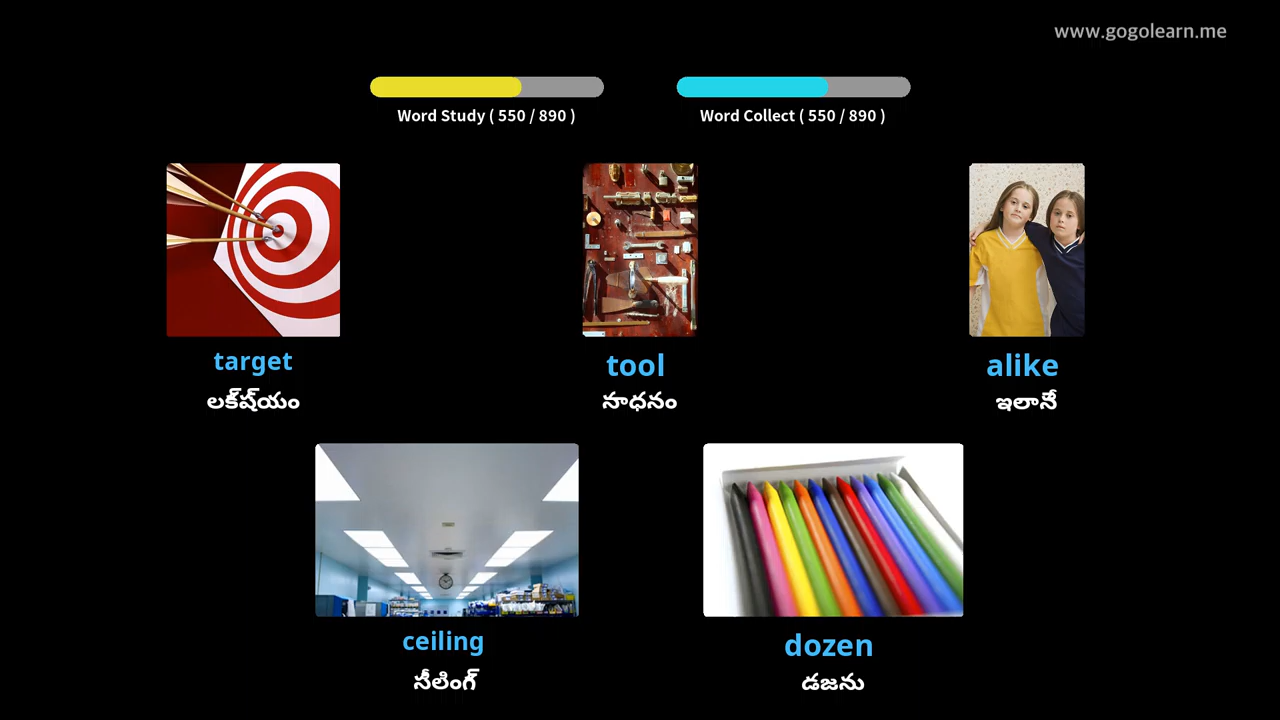 www.gogolearn.me
Word Study ( 550 / 890 )
Word Collect ( 550 / 890 )
target
లక్ష్యం
tool
సాధనం
alike
ఇలానే
ceiling
సీలింగ్
dozen
డజను